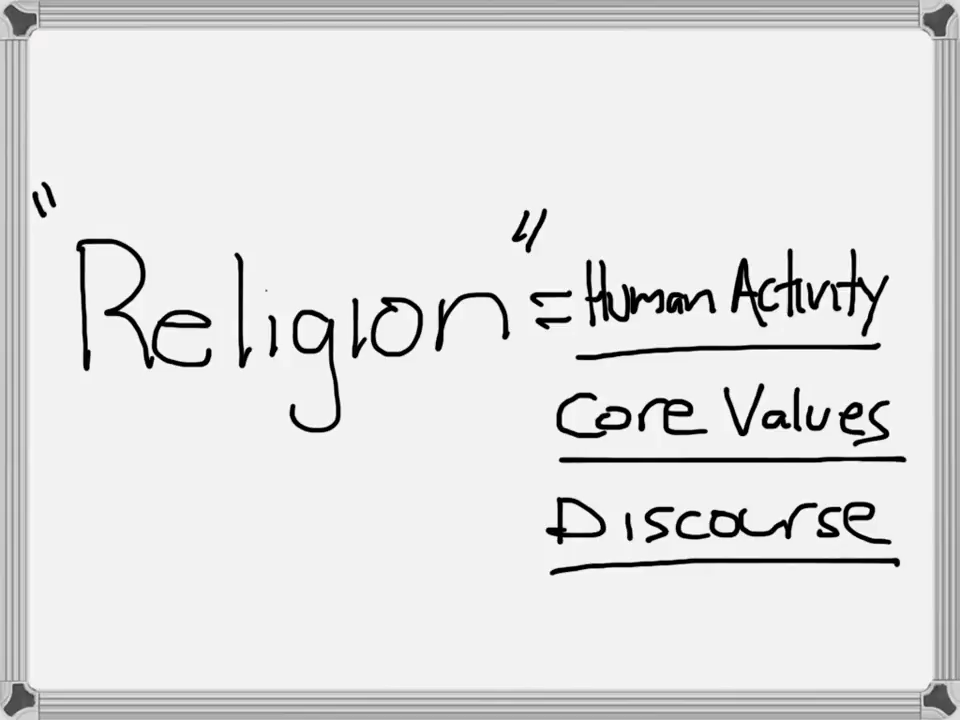 "Religion" = Human Activity
Core Values
Discourse